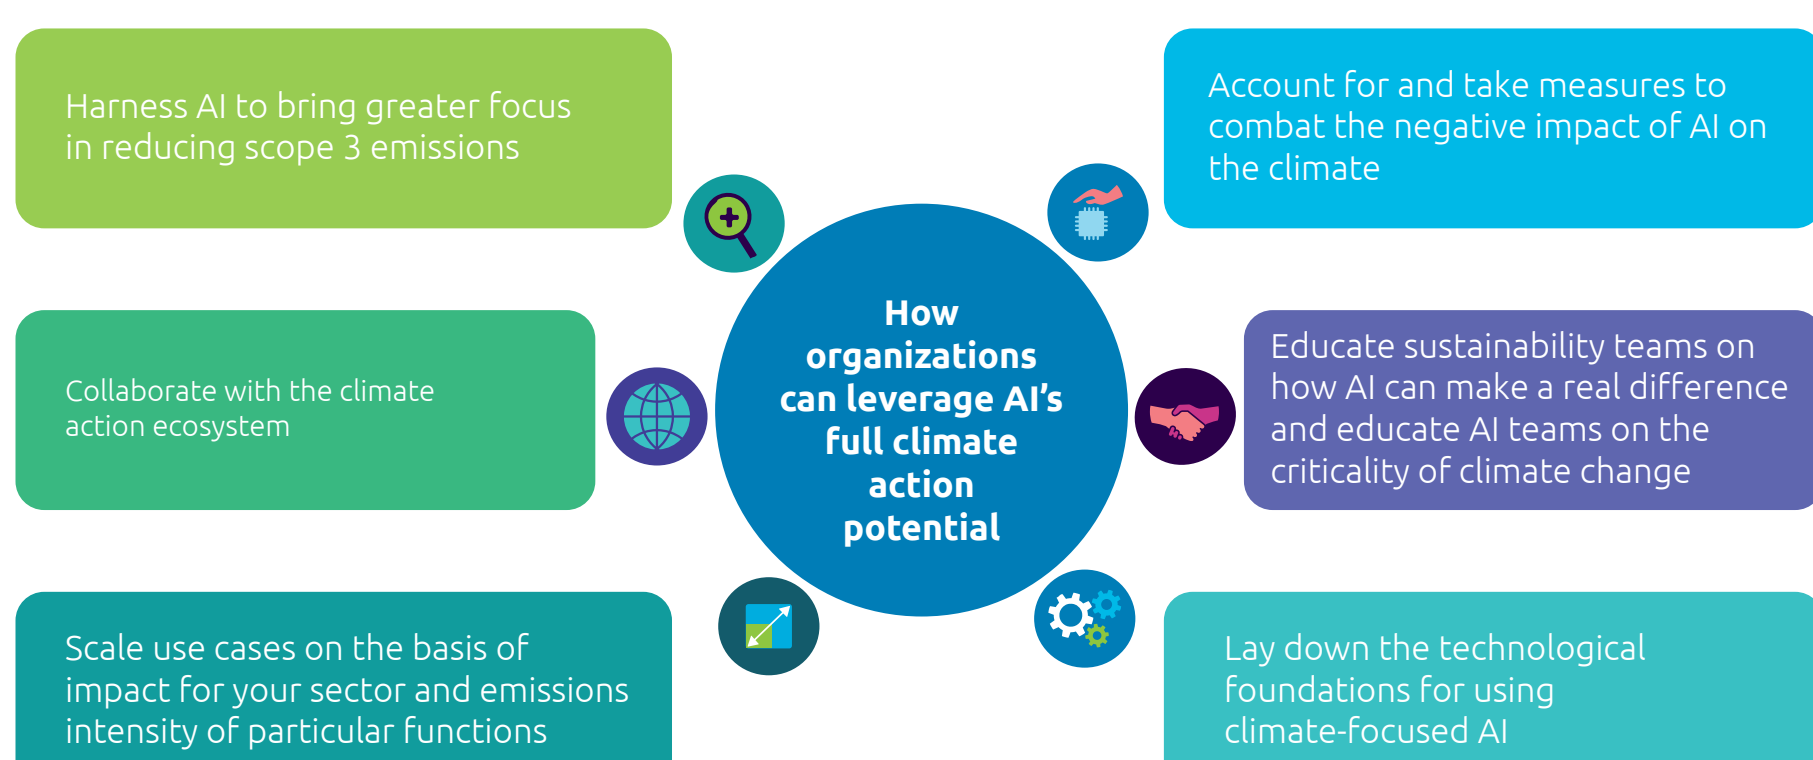 Harness AI to bring greater focus
in reducing scope 3 emissions
Account for and take measures to
combat the negative impact of AI on
the climate
How
organizations
can leverage AI’s
full climate
action
potential
Collaborate with the climate
action ecosystem
Educate sustainability teams on
how AI can make a real difference
and educate AI teams on the
criticality of climate change
Scale use cases on the basis of
impact for your sector and emissions
intensity of particular functions
Lay down the technological
foundations for using
climate-focused AI